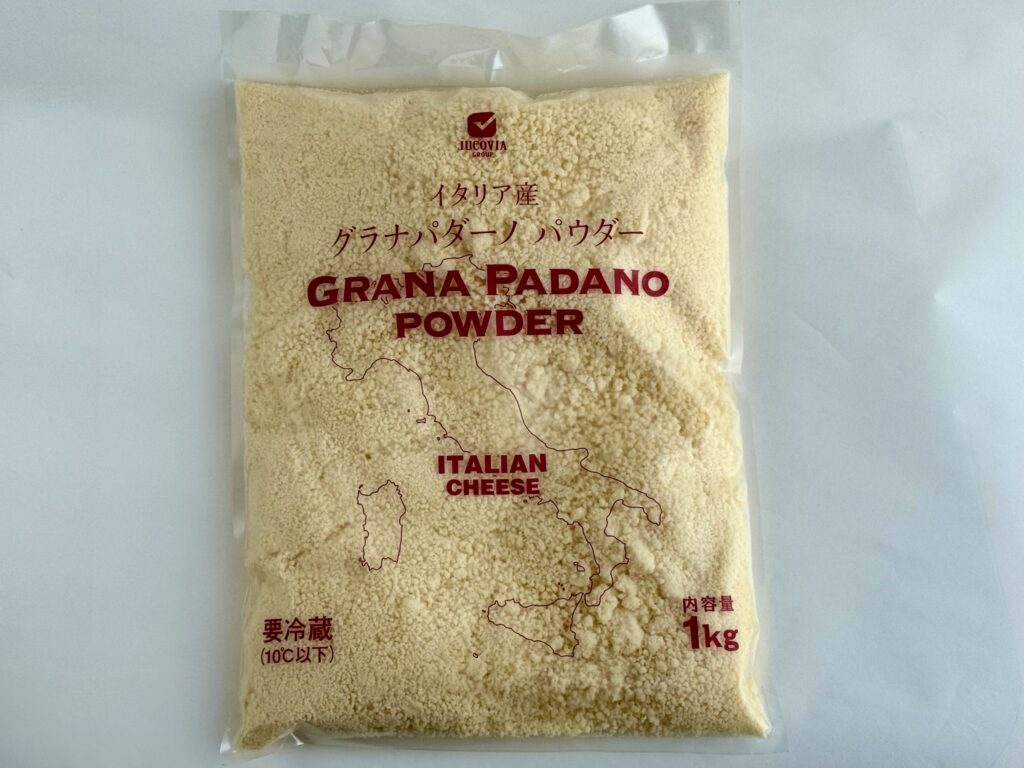 JUCOVIA
GROUP
イタリア産
グラナパダーノ パウダー
GRANA PADANO
POWDER
ITALIAN
CHEESE
要冷蔵
(10℃以下)
内容量
1kg